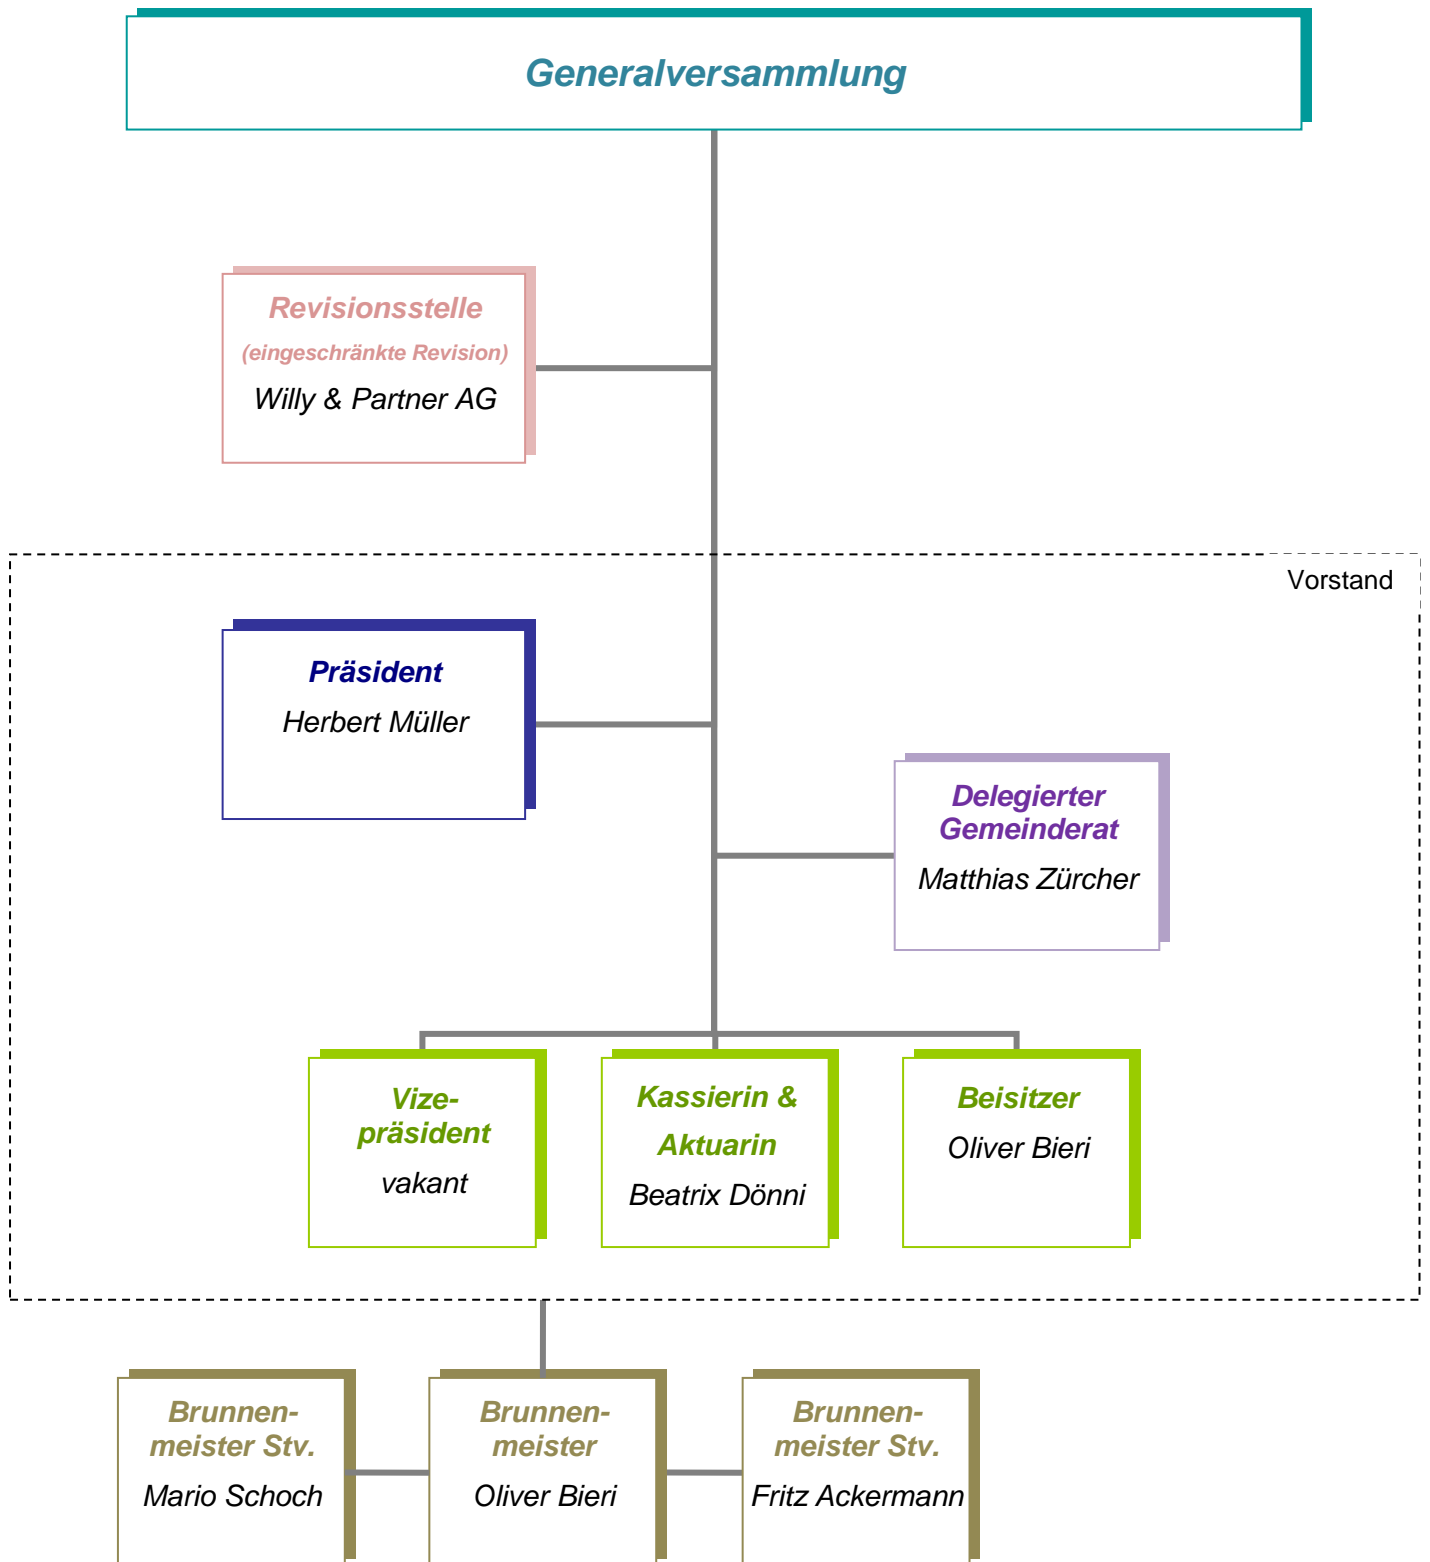 Generalversammlung
Revisionsstelle
(eingeschränkte Revision)
Willy & Partner AG
Vorstand
Präsident
Herbert Müller
Delegierter
Gemeinderat
Matthias Zürcher
Vize-
präsident
vakant
Kassierin &
Aktuarin
Beatrix Dönni
Beisitzer
Oliver Bieri
Brunnen-
meister Stv.
Mario Schoch
Brunnen-
meister
Oliver Bieri
Brunnen-
meister Stv.
Fritz Ackermann